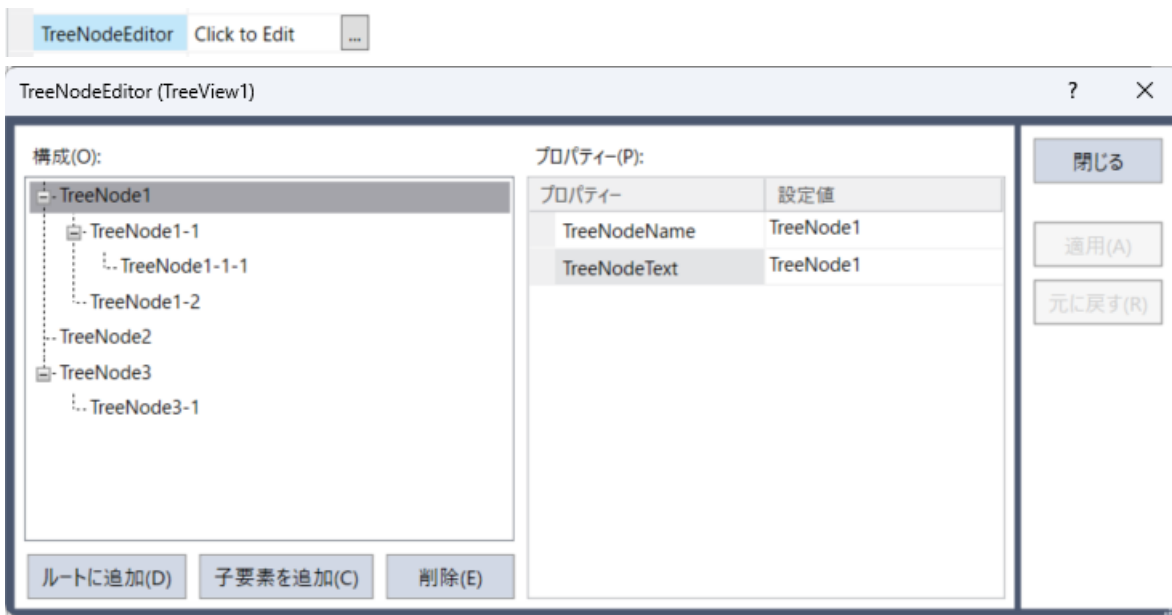 TreeNodeEditor Click to Edit ...
TreeNodeEditor (TreeView1) ? ×
構成(O):
TreeNode1
TreeNode1-1
TreeNode1-1-1
TreeNode1-2
TreeNode2
TreeNode3
TreeNode3-1
ルートに追加(D) 子要素を追加(C) 削除(E)
プロパティー(P):
プロパティー 設定値
TreeNodeName TreeNode1
TreeNodeText TreeNode1
閉じる
適用(A)
元に戻す(R)